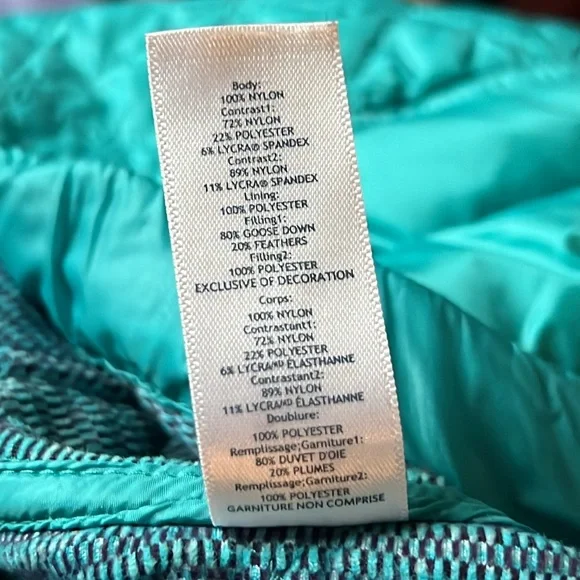 Body:
100% NYLON
Contrast1:
72% NYLON
22% POLYESTER
6% LYCRA® SPANDEX
Contrast2:
89% NYLON
11% LYCRA® SPANDEX
Lining:
100% POLYESTER
Filling1:
80% GOOSE DOWN
20% FEATHERS
Filling2:
100% POLYESTER
EXCLUSIVE OF DECORATION
Corps:
100% NYLON
Contrastant1:
72% NYLON
22% POLYESTER
6% LYCRAᴹᴰ ÉLASTHANNE
Contrastant2:
89% NYLON
11% LYCRAᴹᴰ ÉLASTHANNE
Doublure:
100% POLYESTER
Remplissage;Garniture1:
80% DUVET D'OIE
20% PLUMES
Remplissage;Garniture2:
100% POLYESTER
GARNITURE NON COMPRISE